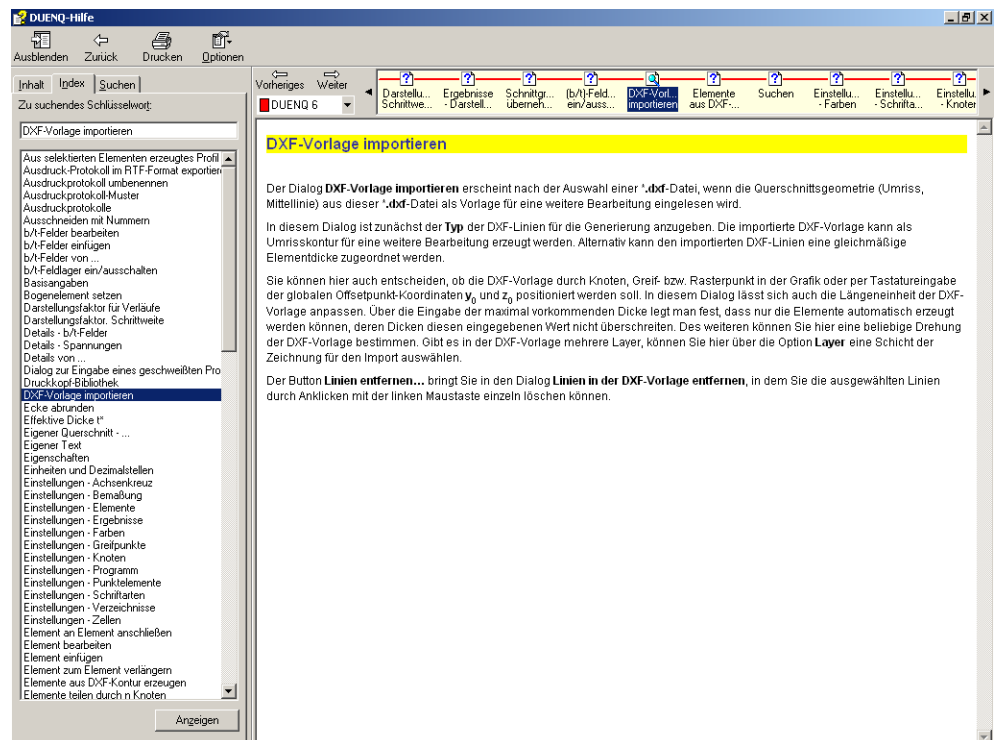 DUENQ-Hilfe
Ausblenden Zurück Drucken Optionen
Inhalt Index Suchen
Zu suchendes Schlüsselwort:
DXF-Vorlage importieren
Aus selektierten Elementen erzeugtes Profil
Ausdruck-Protokoll im RTF-Format exportieren
Ausdruckprotokoll umbenennen
Ausdruckprotokoll-Muster
Ausdruckprotokolle
Ausschneiden mit Nummern
b/t-Felder bearbeiten
b/t-Felder einfügen
b/t-Felder von ...
b/t-Feldlager ein/ausschalten
Basisangaben
Bogenelement setzen
Darstellungsfaktor für Verläufe
Darstellungsfaktor. Schrittweite
Details - b/t-Felder
Details - Spannungen
Details von ...
Dialog zur Eingabe eines geschweißten Pro
Druckkopf-Bibliothek
DXF-Vorlage importieren
Ecke abrunden
Effektive Dicke t*
Eigener Querschnitt - ...
Eigener Text
Eigenschaften
Einheiten und Dezimalstellen
Einstellungen - Achsenkreuz
Einstellungen - Bemaßung
Einstellungen - Elemente
Einstellungen - Ergebnisse
Einstellungen - Farben
Einstellungen - Greifpunkte
Einstellungen - Knoten
Einstellungen - Programm
Einstellungen - Punktelemente
Einstellungen - Schriftarten
Einstellungen - Verzeichnisse
Einstellungen - Zellen
Element an Element anschließen
Element bearbeiten
Element einfügen
Element zum Element verlängern
Elemente aus DXF-Kontur erzeugen
Elemente teilen durch n Knoten
Anzeigen
Vorheriges Weiter
DUENQ 6
Darstellu... Ergebnisse Schnittgr... (b/t)-Feld... DXF-Vorl... Elemente Suchen Einstellu... Einstellu... Einstellu
Schrittwe... - Darstell... überneh... ein/auss... importieren aus DXF-... - Farben - Schrifta... - Knoten
DXF-Vorlage importieren
Der Dialog DXF-Vorlage importieren erscheint nach der Auswahl einer *.dxf-Datei, wenn die Querschnittsgeometrie (Umriss,
Mittellinie) aus dieser *.dxf-Datei als Vorlage für eine weitere Bearbeitung eingelesen wird.
In diesem Dialog ist zunächst der Typ der DXF-Linien für die Generierung anzugeben. Die importierte DXF-Vorlage kann als
Umrisskontur für eine weitere Bearbeitung erzeugt werden. Alternativ kann den importierten DXF-Linien eine gleichmäßige
Elementdicke zugeordnet werden.
Sie können hier auch entscheiden, ob die DXF-Vorlage durch Knoten, Greif- bzw. Rasterpunkt in der Grafik oder per Tastatureingabe
der globalen Offsetpunkt-Koordinaten y0 und z0 positioniert werden soll. In diesem Dialog lässt sich auch die Längeneinheit der DXF-
Vorlage anpassen. Über die Eingabe der maximal vorkommenden Dicke legt man fest, dass nur die Elemente automatisch erzeugt
werden können, deren Dicken diesen eingegebenen Wert nicht überschreiten. Des weiteren können Sie hier eine beliebige Drehung
der DXF-Vorlage bestimmen. Gibt es in der DXF-Vorlage mehrere Layer, können Sie hier über die Option Layer eine Schicht der
Zeichnung für den Import auswählen.
Der Button Linien entfernen... bringt Sie in den Dialog Linien in der DXF-Vorlage entfernen, in dem Sie die ausgewählten Linien
durch Anklicken mit der linken Maustaste einzeln löschen können.